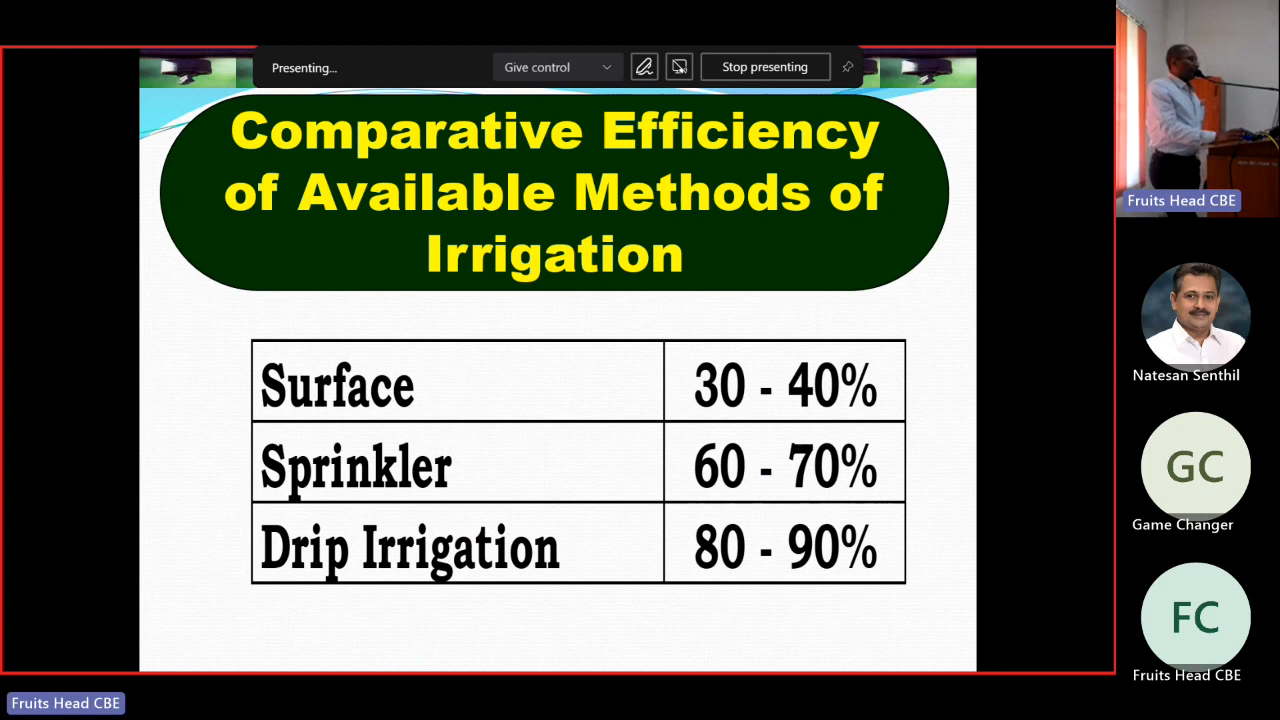 Presenting...
Give control
Stop presenting
Comparative Efficiency
of Available Methods of
Irrigation
Surface 30 - 40%
Sprinkler 60 - 70%
Drip Irrigation 80 - 90%
Fruits Head CBE
Natesan Senthil
GC
Game Changer
FC
Fruits Head CBE
Fruits Head CBE